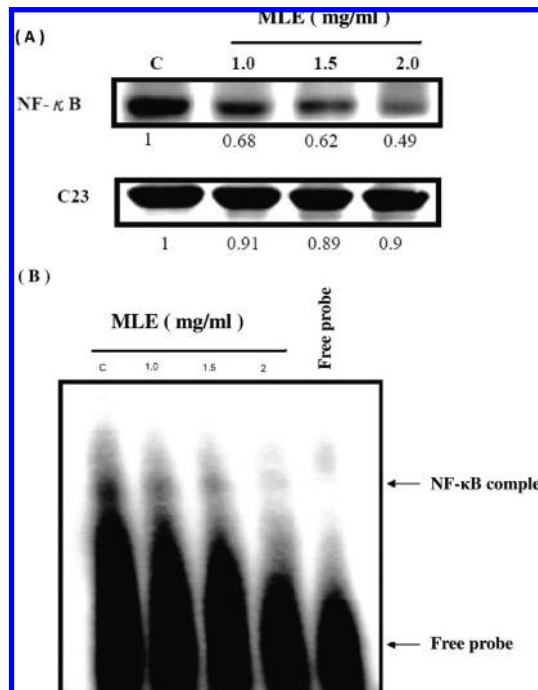 MLE ( mg/ml )
(A)
C 1.0 1.5 2.0
NF- κ B
1 0.68 0.62 0.49
C23
1 0.91 0.89 0.9
( B )
MLE ( mg/ml )
Free probe
C 1.0 1.5 2
NF-κB comple
Free probe